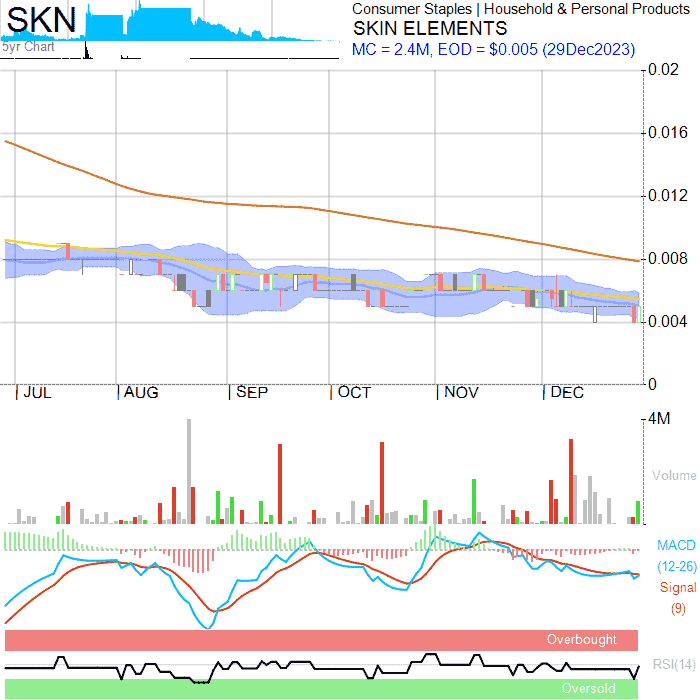 SKN
5yr Chart
Consumer Staples | Household & Personal Products
SKIN ELEMENTS
MC = 2.4M, EOD = $0.005 (29Dec2023)
0.02
0.016
0.012
0.008
0.004
0
JUL AUG SEP OCT NOV DEC
4M
Volume
MACD
(12-26)
Signal
(9)
Overbought
RSI(14)
Oversold